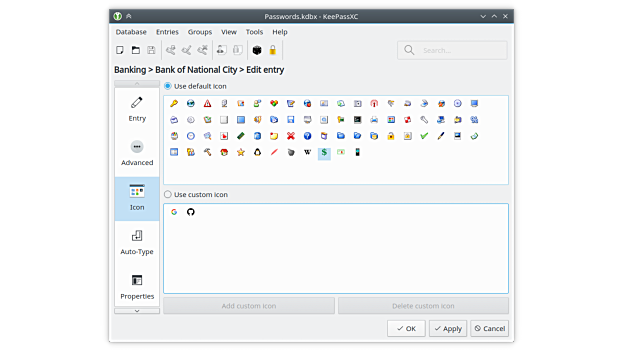 Passwords.kdbx - KeePassXC
Database Entries Groups View Tools Help
Search...
Banking > Bank of National City > Edit entry
Use default icon
Entry
Advanced
Icon
Use custom icon
Auto-Type
Properties
Add custom icon Delete custom icon
OK Apply Cancel